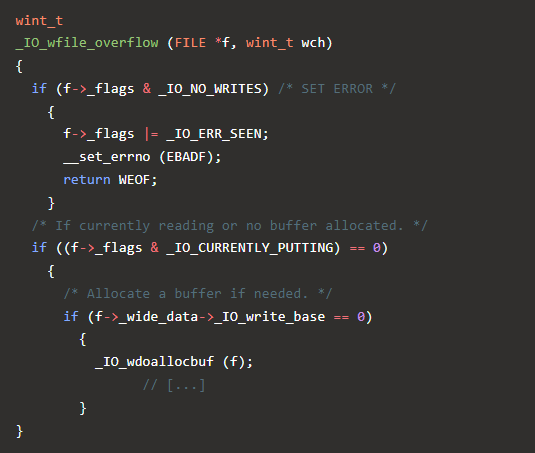 wint_t
_IO_wfile_overflow (FILE *f, wint_t wch)
{
  if (f->_flags & _IO_NO_WRITES) /* SET ERROR */
    {
      f->_flags |= _IO_ERR_SEEN;
      __set_errno (EBADF);
      return WEOF;
    }
  /* If currently reading or no buffer allocated. */
  if ((f->_flags & _IO_CURRENTLY_PUTTING) == 0)
    {
      /* Allocate a buffer if needed. */
      if (f->_wide_data->_IO_write_base == 0)
        {
          _IO_wdoallocbuf (f);
                // [...]
        }
}